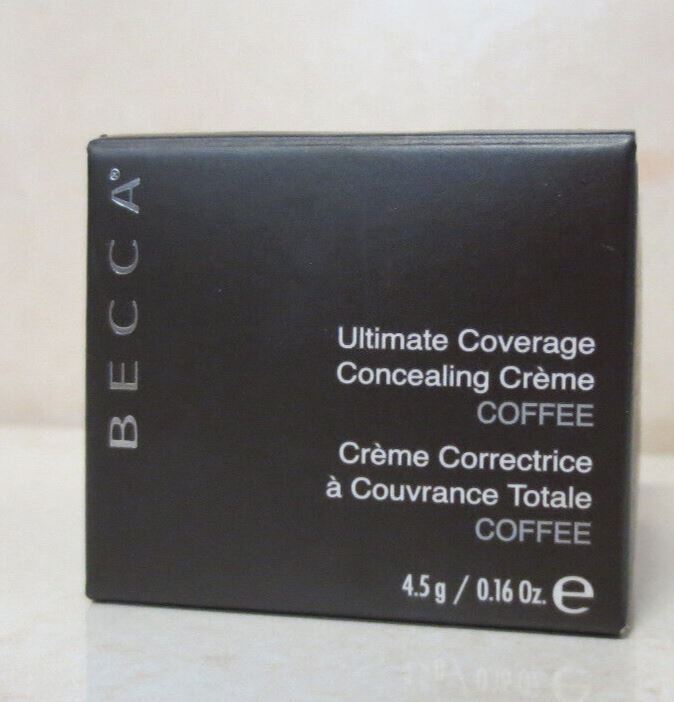 BECCA®
Ultimate Coverage
Concealing Crème
COFFEE
Crème Correctrice
à Couvrance Totale
COFFEE
4.5 g / 0.16 Oz. ℮